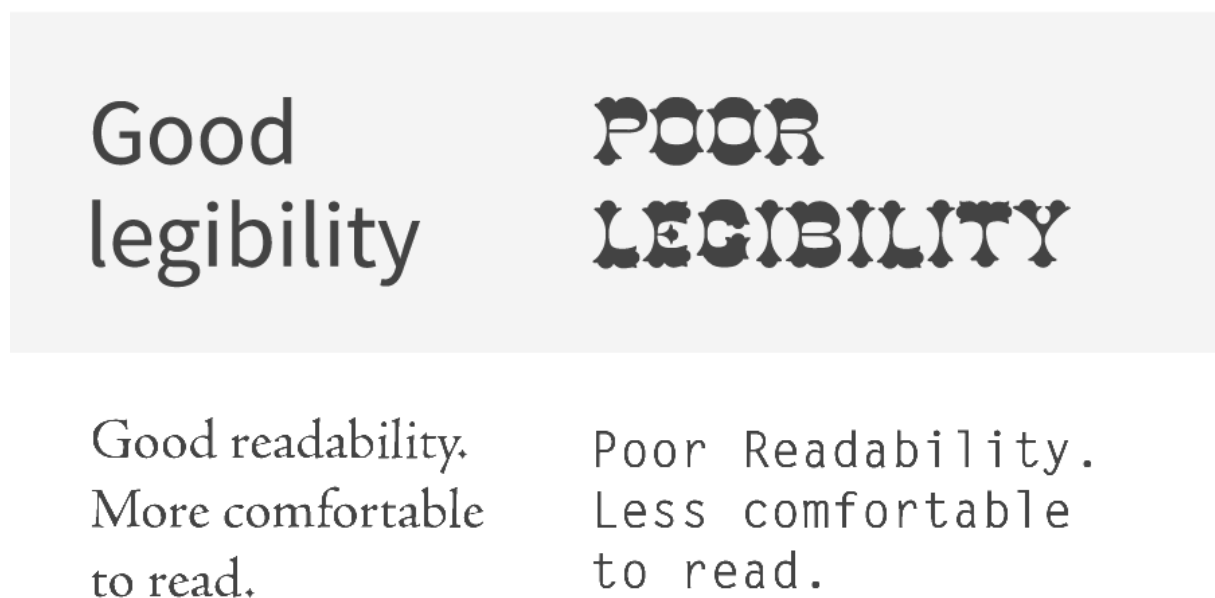 Good
legibility
POOR
LEGIBILITY
Good readability.
More comfortable
to read.
Poor Readability.
Less comfortable
to read.